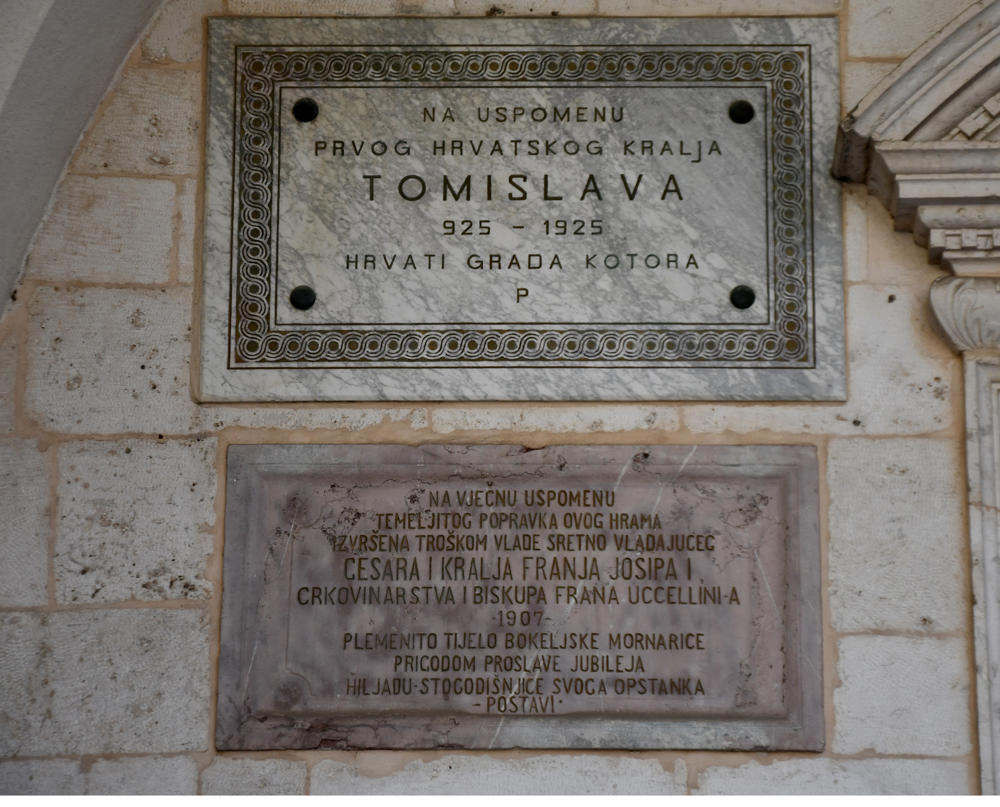 NA USPOMENU
PRVOG HRVATSKOG KRALJA
TOMISLAVA
925 - 1925
HRVATI GRADA KOTORA
P
NA VJEČNU USPOMENU
TEMELJITOG POPRAVKA OVOG HRAMA
IZVRŠENA TROŠKOM VLADE SRETNO VLADAJUĆEG
CESARA I KRALJA FRANJA JOSIPA I
CRKOVINARSTVA I BISKUPA FRANA UCCELLINI-A
-1907-
PLEMENITO TIJELO BOKELJSKE MORNARICE
PRIGODOM PROSLAVE JUBILEJA
HILJADU-STOGODIŠNJICE SVOGA OPSTANKA
- POSTAVI -